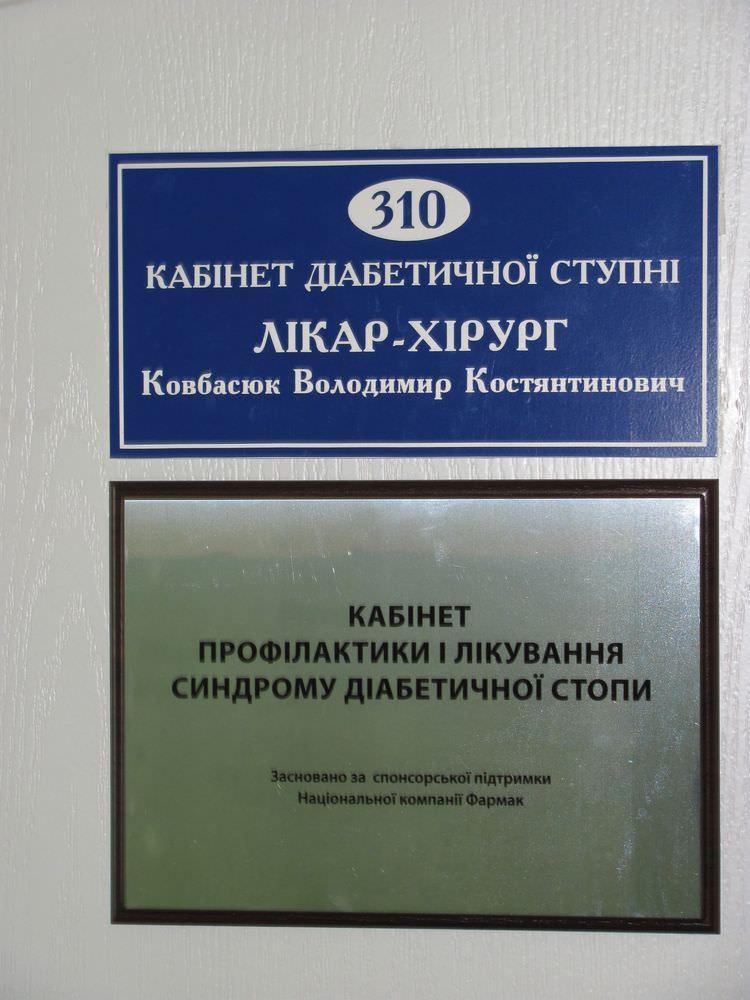 310
КАБІНЕТ ДІАБЕТИЧНОЇ СТУПНІ
ЛІКАР-ХІРУРГ
Ковбасюк Володимир Костянтинович
КАБІНЕТ
ПРОФІЛАКТИКИ І ЛІКУВАННЯ
СИНДРОМУ ДІАБЕТИЧНОЇ СТОПИ
Засновано за спонсорської підтримки
Національної компанії Фармак